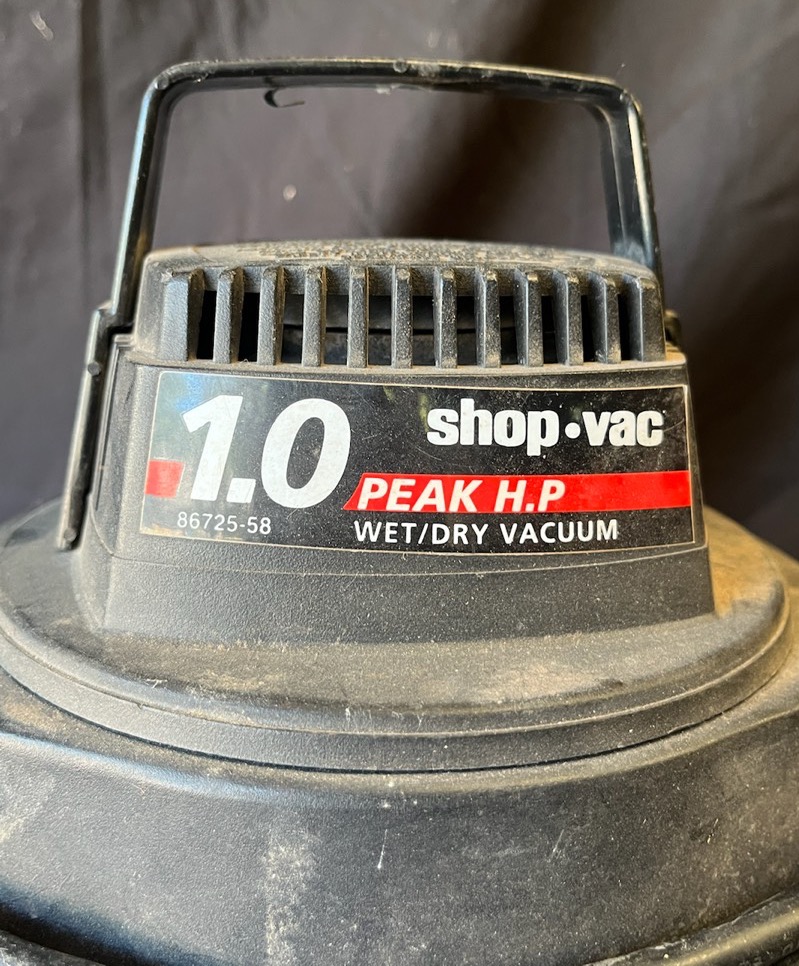 1.0
shop·vac
PEAK H.P
86725-58
WET/DRY VACUUM